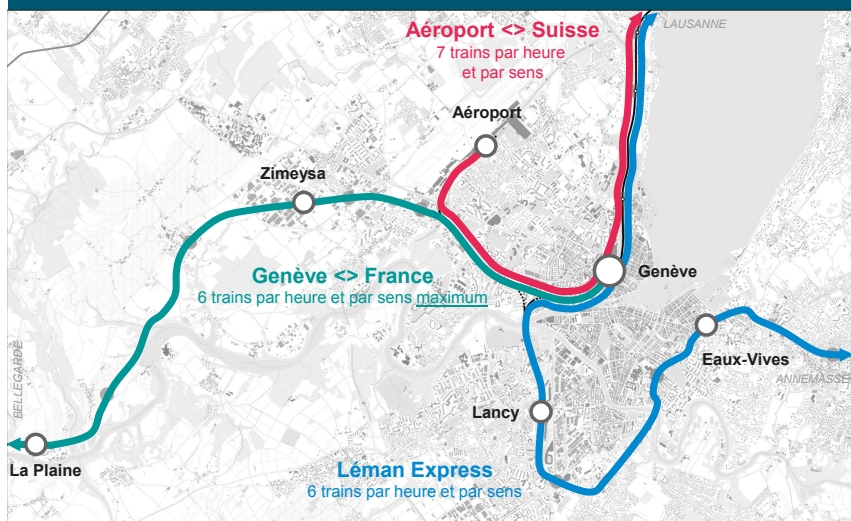 Aéroport <> Suisse
7 trains par heure
et par sens
LAUSANNE
Aéroport
Zimeysa
Genève
Genève <> France
6 trains par heure et par sens maximum
Eaux-Vives
ANNEMASSE
BELLEGARDE
Lancy
La Plaine
Léman Express
6 trains par heure et par sens